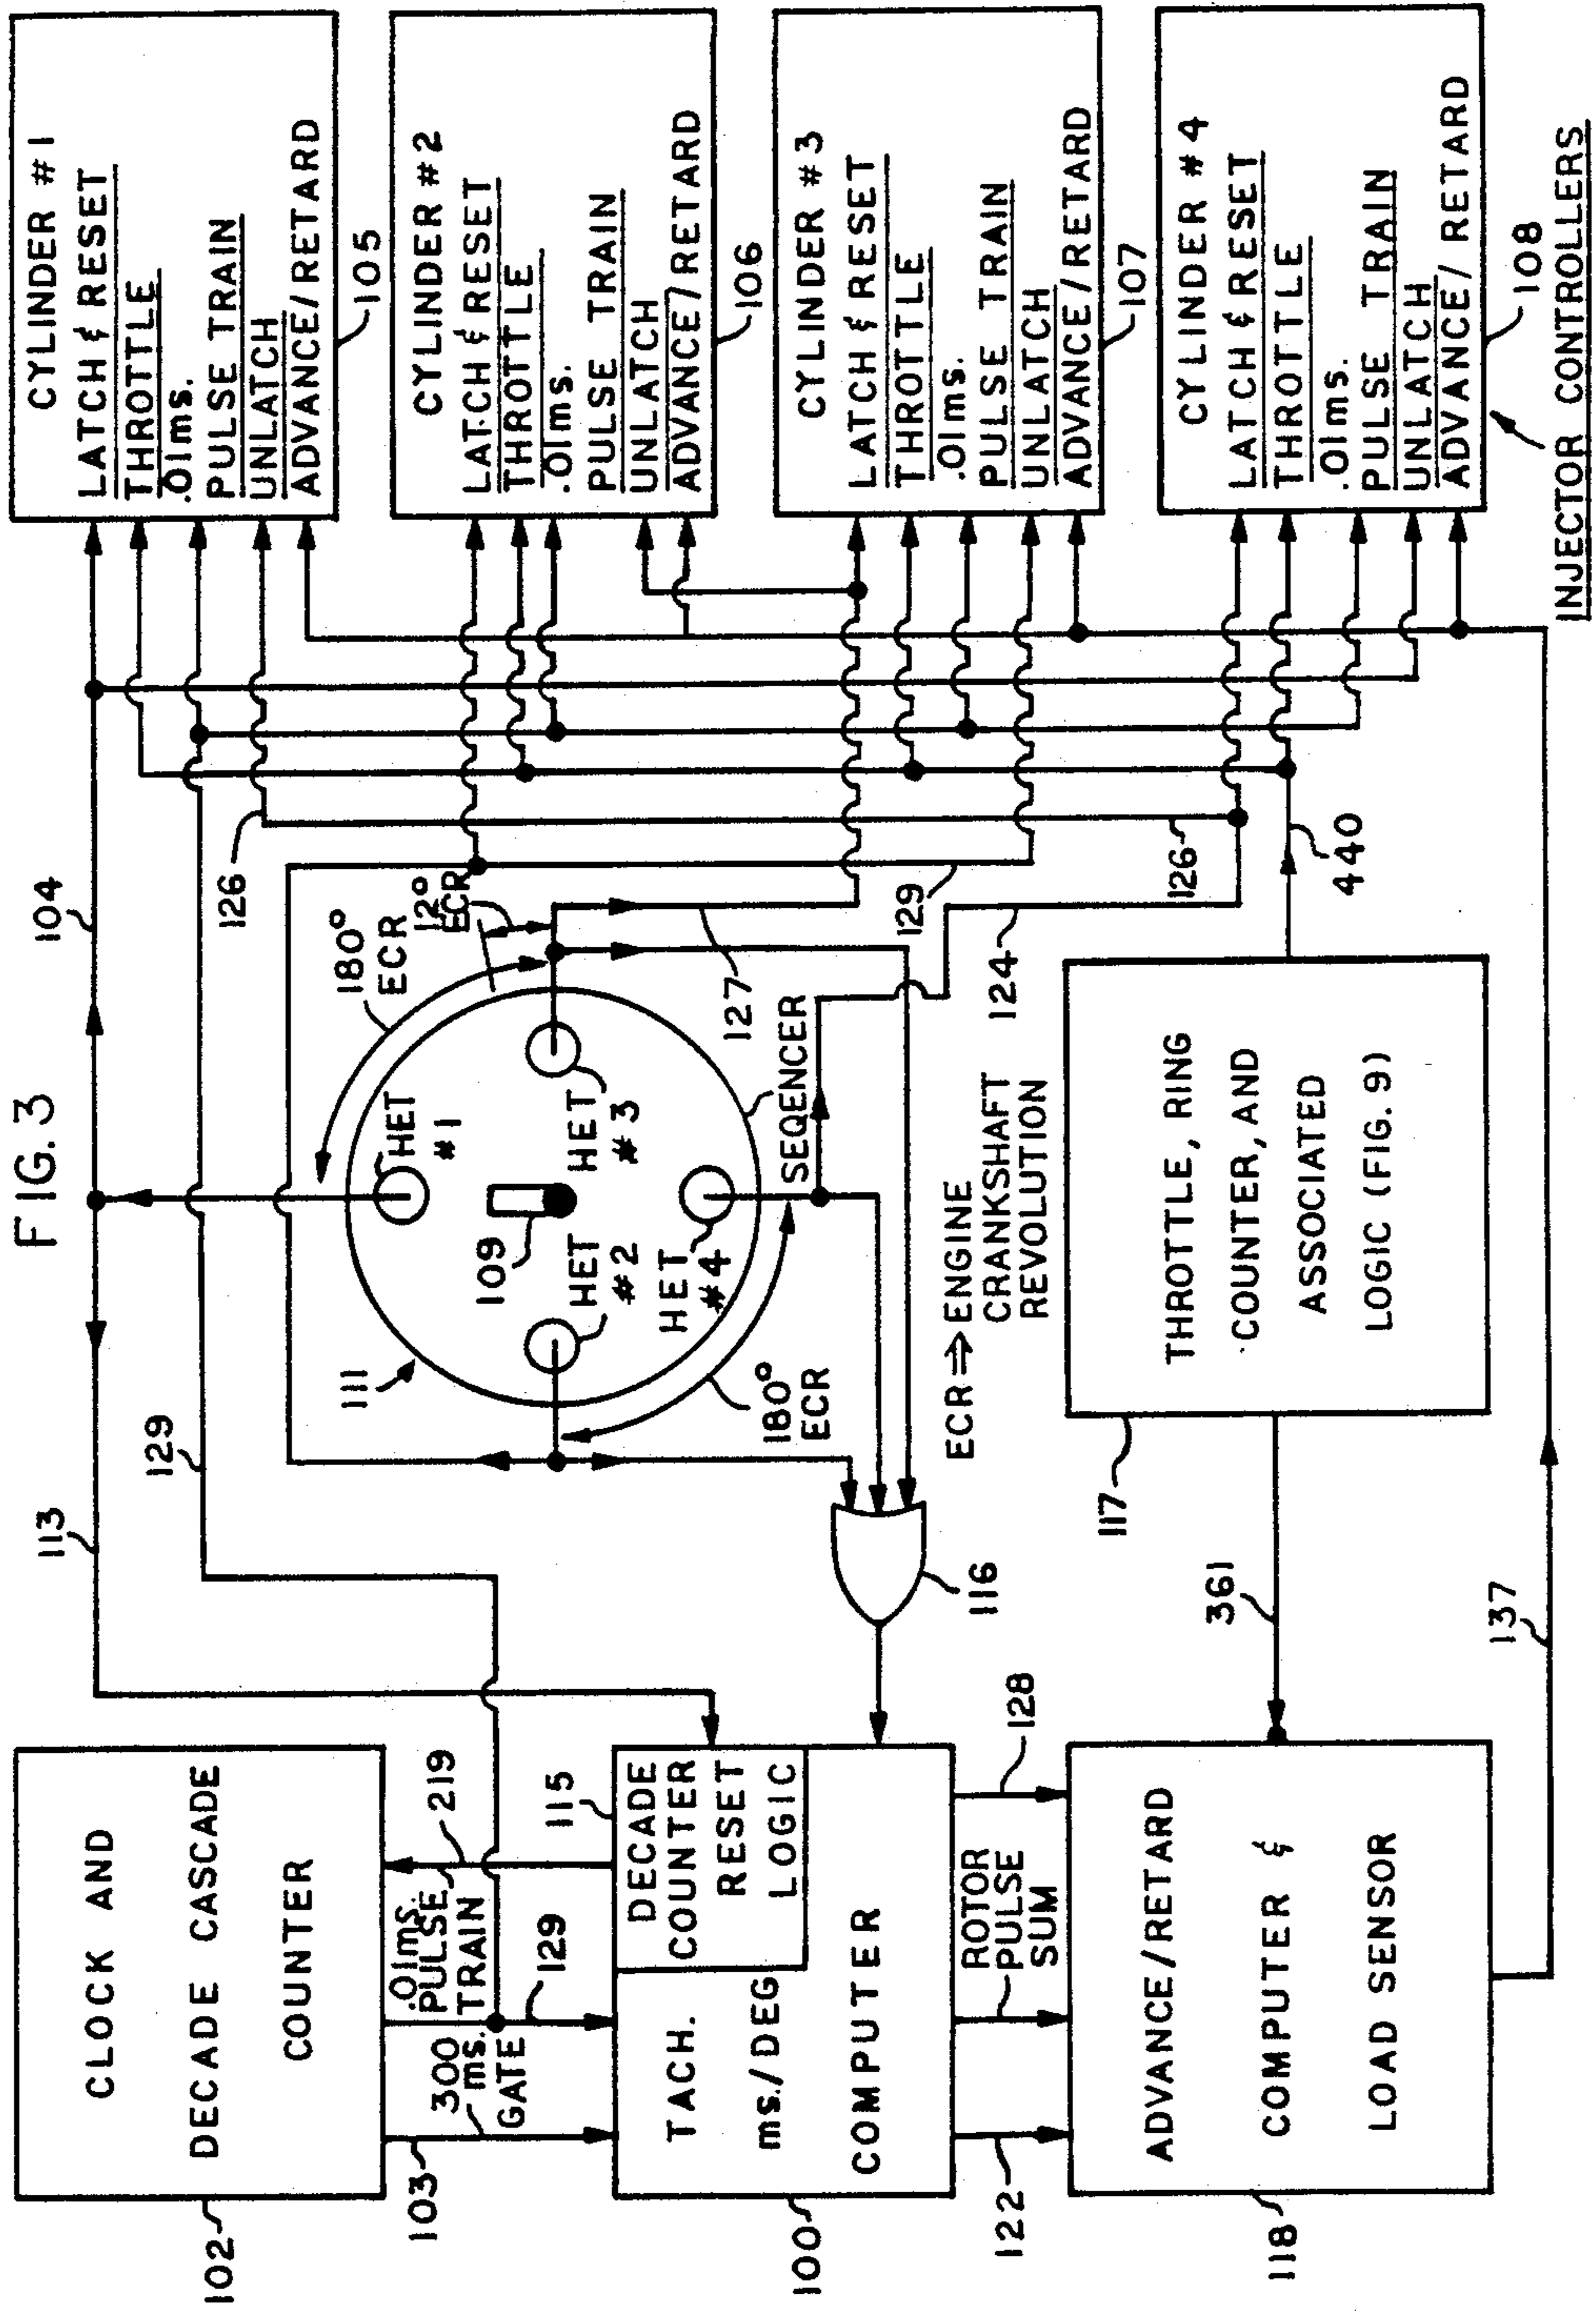 FIG. 3
CLOCK AND
DECADE CASCADE
COUNTER
102
103
300
ms.
GATE
.01ms.
PULSE
TRAIN
129
219
115
DECADE
COUNTER
RESET
LOGIC
TACH.
ms./DEG
COMPUTER
100
122
ROTOR
PULSE
SUM
128
ADVANCE/RETARD
COMPUTER &
LOAD SENSOR
118
113
129
104
111
HET
#1
HET
#2
HET
#3
HET
#4
109
180°
ECR
180°
ECR
12°
ECR
SEQENCER
116
ECR⇒ENGINE
CRANKSHAFT
REVOLUTION
127
124
126
129
126
THROTTLE, RING
COUNTER, AND
ASSOCIATED
LOGIC (FIG. 9)
117
361
440
137
CYLINDER #1
LATCH & RESET
THROTTLE
.01ms.
PULSE TRAIN
UNLATCH
ADVANCE/RETARD
105
CYLINDER #2
LATCH & RESET
THROTTLE
.01ms.
PULSE TRAIN
UNLATCH
ADVANCE/RETARD
106
CYLINDER #3
LATCH & RESET
THROTTLE
.01ms.
PULSE TRAIN
UNLATCH
ADVANCE/RETARD
107
CYLINDER #4
LATCH & RESET
THROTTLE
.01ms.
PULSE TRAIN
UNLATCH
ADVANCE/RETARD
108
INJECTOR CONTROLLERS